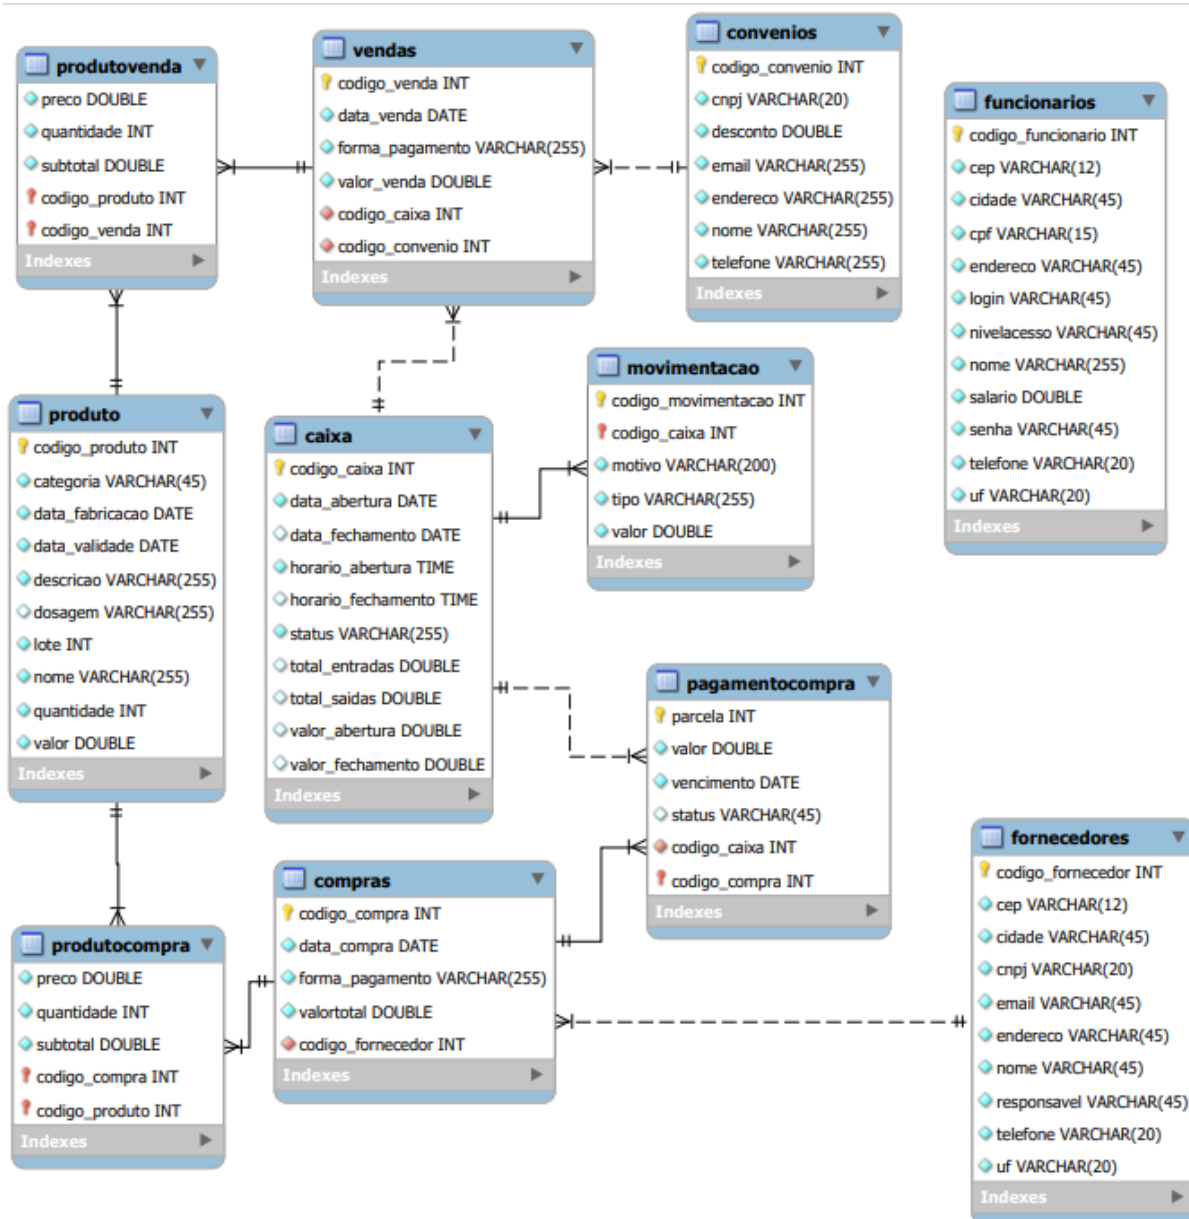 produtovenda
preco DOUBLE
quantidade INT
subtotal DOUBLE
codigo_produto INT
codigo_venda INT
Indexes
vendas
codigo_venda INT
data_venda DATE
forma_pagamento VARCHAR(255)
valor_venda DOUBLE
codigo_caixa INT
codigo_convenio INT
Indexes
convenios
codigo_convenio INT
cnpj VARCHAR(20)
desconto DOUBLE
email VARCHAR(255)
endereco VARCHAR(255)
nome VARCHAR(255)
telefone VARCHAR(255)
Indexes
funcionarios
codigo_funcionario INT
cep VARCHAR(12)
cidade VARCHAR(45)
cpf VARCHAR(15)
endereco VARCHAR(45)
login VARCHAR(45)
nivelacesso VARCHAR(45)
nome VARCHAR(255)
salario DOUBLE
senha VARCHAR(45)
telefone VARCHAR(20)
uf VARCHAR(20)
Indexes
produto
codigo_produto INT
categoria VARCHAR(45)
data_fabricacao DATE
data_validade DATE
descricao VARCHAR(255)
dosagem VARCHAR(255)
lote INT
nome VARCHAR(255)
quantidade INT
valor DOUBLE
Indexes
caixa
codigo_caixa INT
data_abertura DATE
data_fechamento DATE
horario_abertura TIME
horario_fechamento TIME
status VARCHAR(255)
total_entradas DOUBLE
total_saidas DOUBLE
valor_abertura DOUBLE
valor_fechamento DOUBLE
Indexes
movimentacao
codigo_movimentacao INT
codigo_caixa INT
motivo VARCHAR(200)
tipo VARCHAR(255)
valor DOUBLE
Indexes
pagamentocompra
parcela INT
valor DOUBLE
vencimento DATE
status VARCHAR(45)
codigo_caixa INT
codigo_compra INT
Indexes
produtocompra
preco DOUBLE
quantidade INT
subtotal DOUBLE
codigo_compra INT
codigo_produto INT
Indexes
compras
codigo_compra INT
data_compra DATE
forma_pagamento VARCHAR(255)
valortotal DOUBLE
codigo_fornecedor INT
Indexes
fornecedores
codigo_fornecedor INT
cep VARCHAR(12)
cidade VARCHAR(45)
cnpj VARCHAR(20)
email VARCHAR(45)
endereco VARCHAR(45)
nome VARCHAR(45)
responsavel VARCHAR(45)
telefone VARCHAR(20)
uf VARCHAR(20)
Indexes